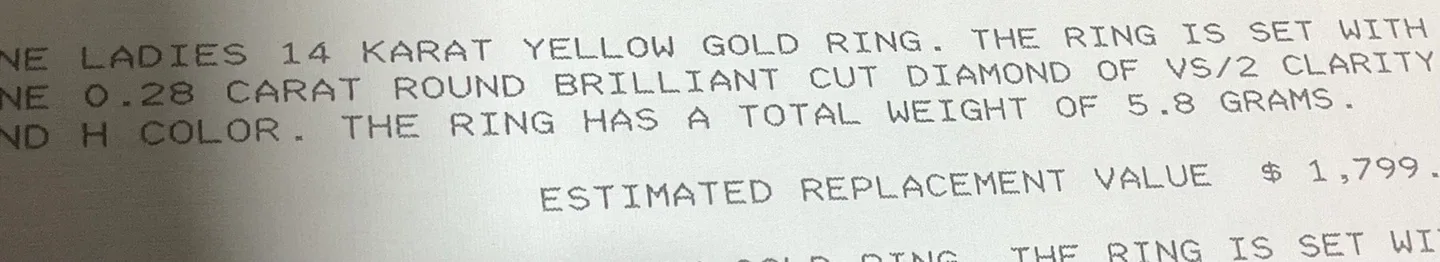 NE LADIES 14 KARAT YELLOW GOLD RING. THE RING IS SET WITH
NE 0.28 CARAT ROUND BRILLIANT CUT DIAMOND OF VS/2 CLARITY
ND H COLOR. THE RING HAS A TOTAL WEIGHT OF 5.8 GRAMS.
ESTIMATED REPLACEMENT VALUE $ 1,799.
GOLD RING. THE RING IS SET WI